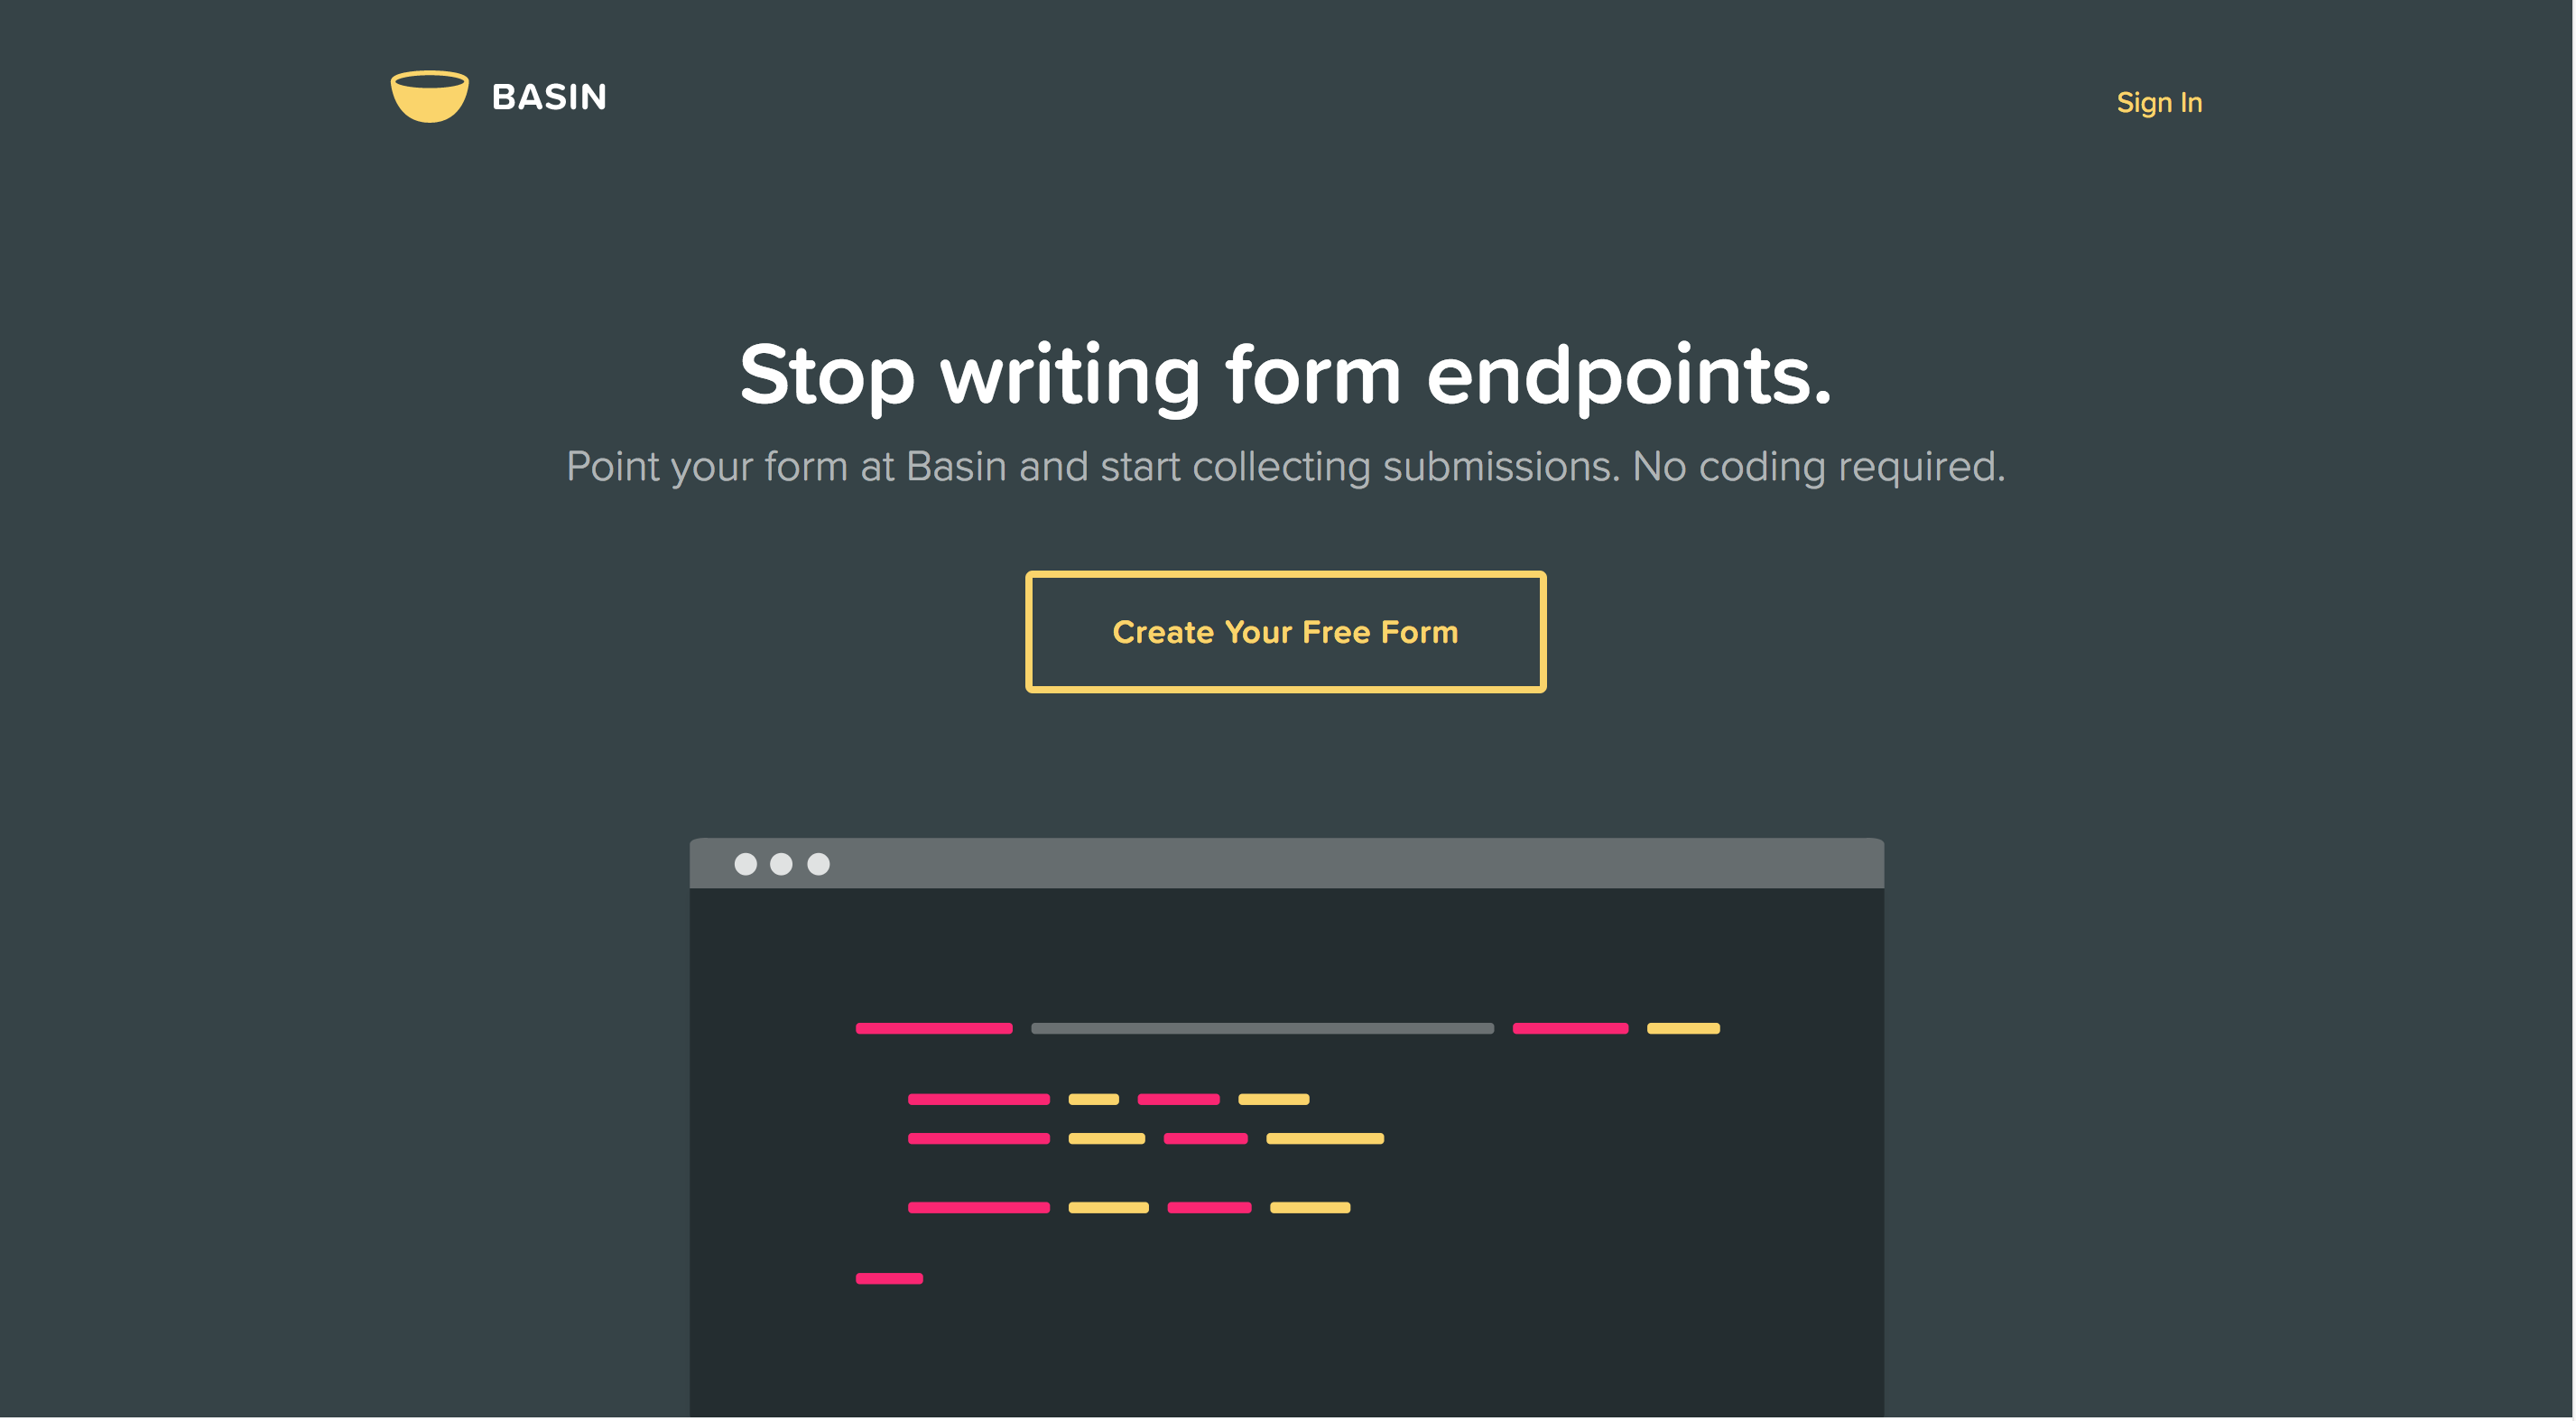 BASIN
Sign In
Stop writing form endpoints.
Point your form at Basin and start collecting submissions. No coding required.
Create Your Free Form